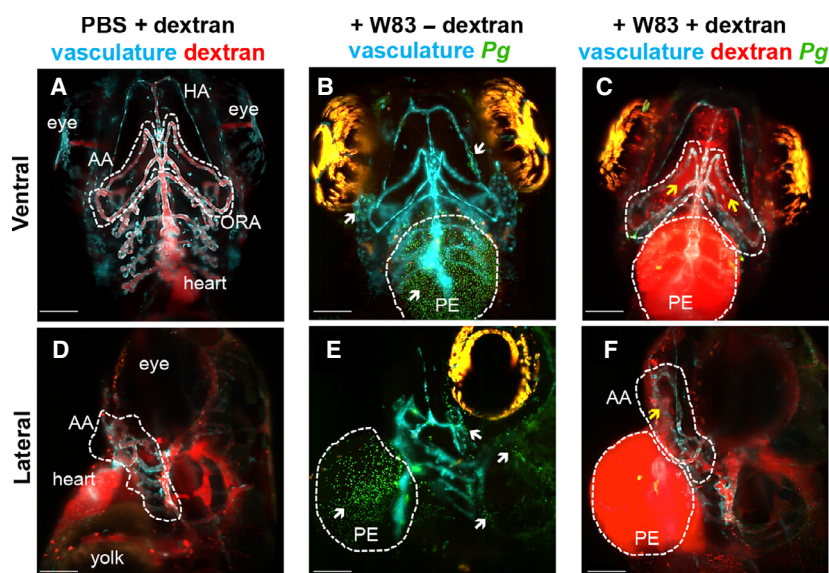 PBS + dextran
vasculature dextran
+ W83 – dextran
vasculature Pg
+ W83 + dextran
vasculature dextran Pg
Ventral
A
HA
eye
eye
AA
ORA
heart
B
PE
C
PE
Lateral
D
eye
AA
heart
yolk
E
PE
F
AA
PE